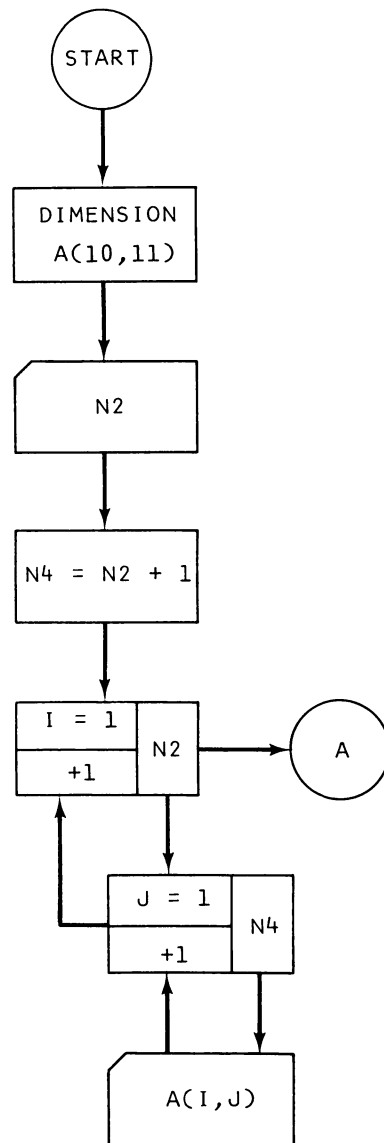 START
DIMENSION
A(10,11)
N2
N4 = N2 + 1
I = 1
N2
+1
A
J = 1
N4
+1
A(I,J)